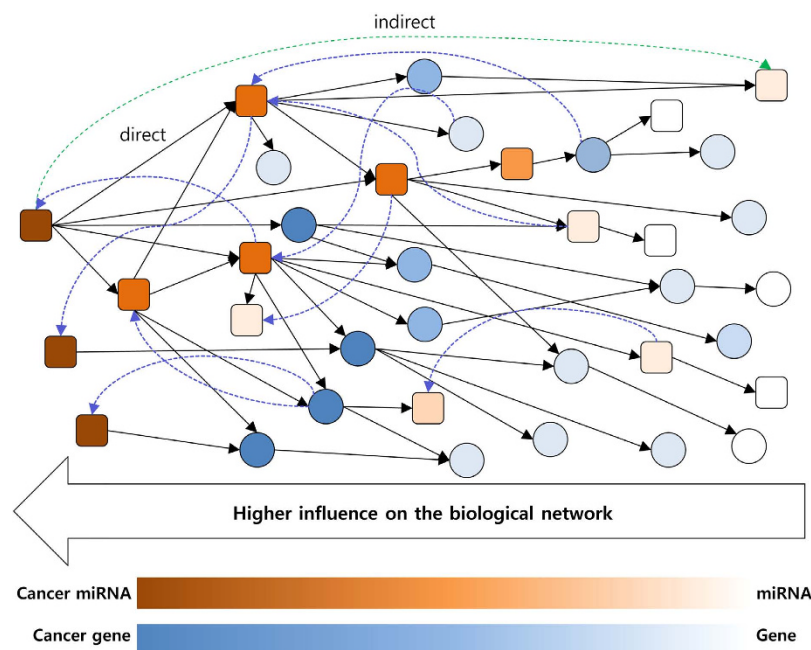 indirect
direct
Higher influence on the biological network
Cancer miRNA
miRNA
Cancer gene
Gene